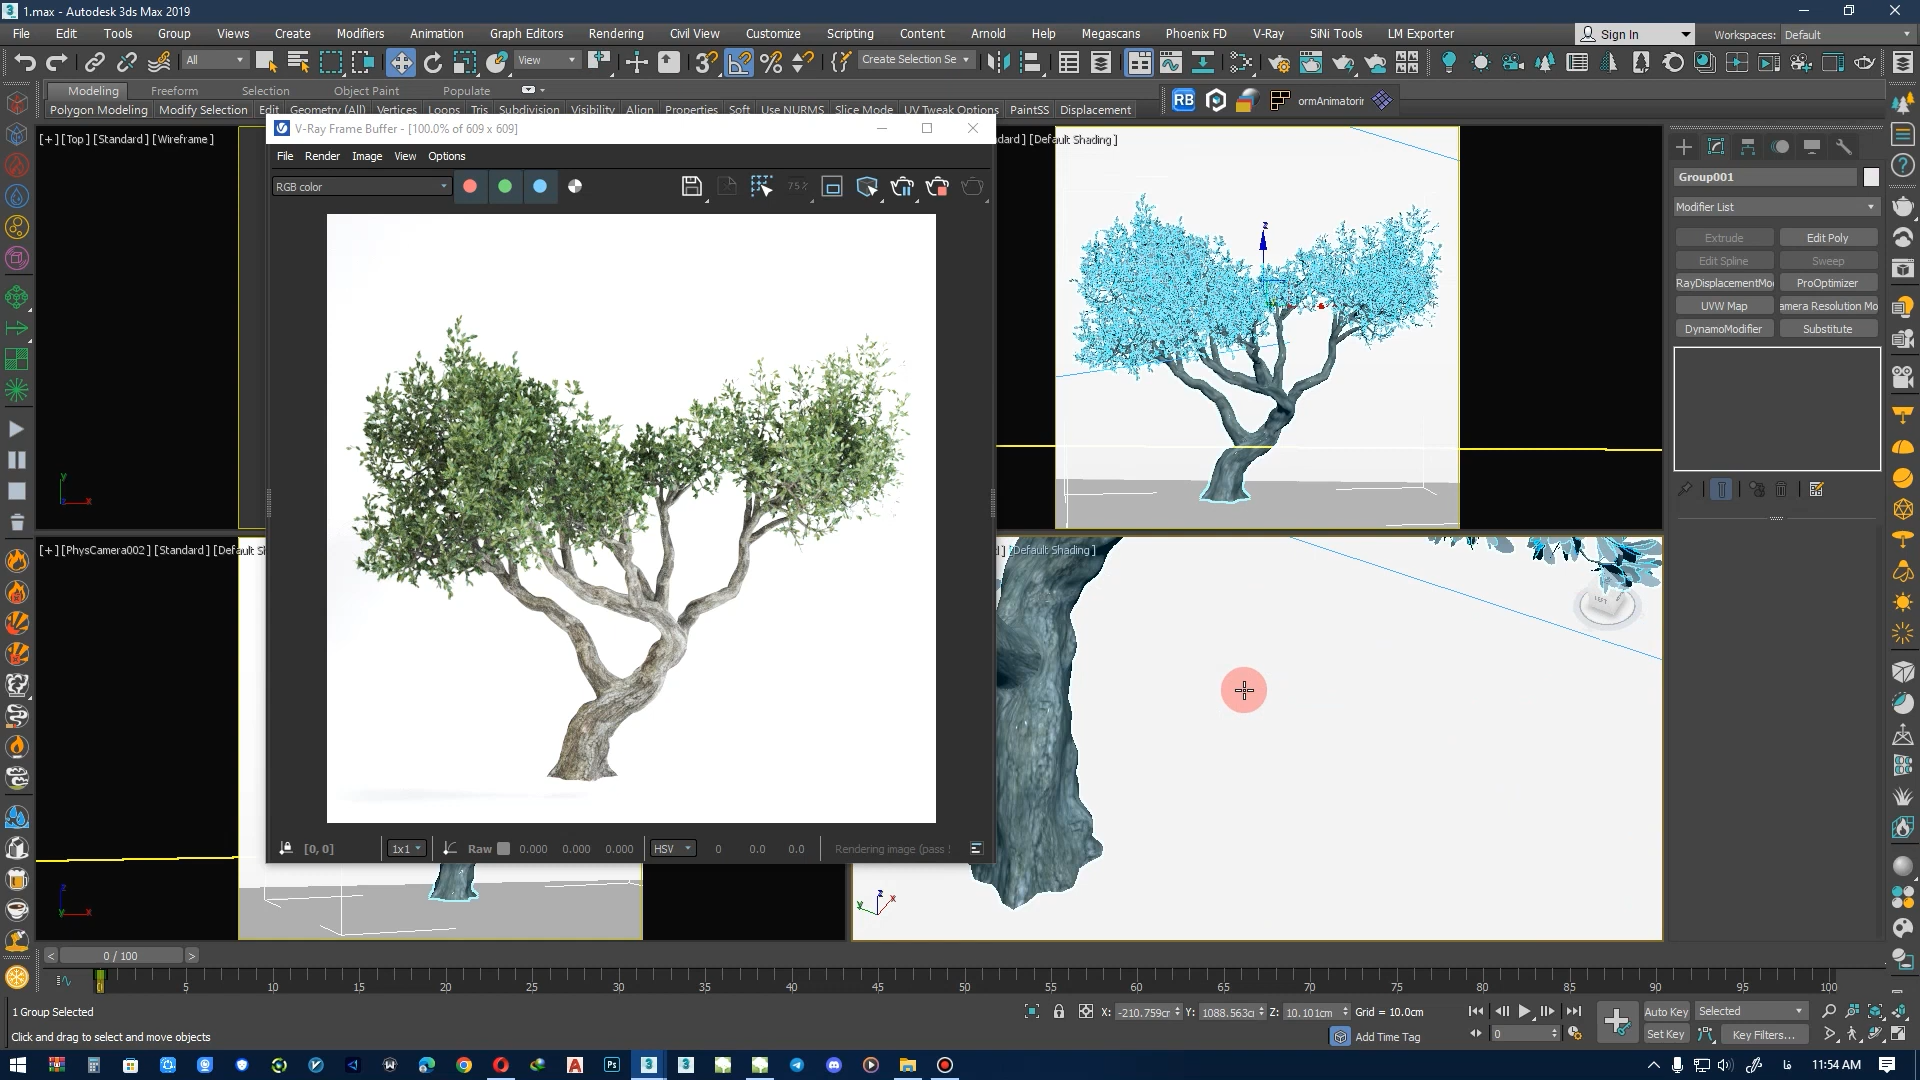 1.max - Autodesk 3ds Max 2019
File Edit Tools Group Views Create Modifiers Animation Graph Editors Rendering Civil View Customize Scripting Content Arnold Help Megascans Phoenix FD V-Ray SiNi Tools LM Exporter Sign In Workspaces: Default
All View Create Selection Se
Modeling Freeform Selection Object Paint Populate
Polygon Modeling Modify Selection Edit Geometry (All) Vertices Loops Tris Subdivision Visibility Align Properties Soft Use NURMS Slice Mode UV Tweak Options PaintSS Displacement RB ormAnimatorir
[+] [Top] [Standard] [Wireframe]
V-Ray Frame Buffer - [100.0% of 609 x 609]
dard] [Default Shading]
File Render Image View Options
RGB color 75%
Group001
Modifier List
Extrude Edit Poly
Edit Spline Sweep
RayDisplacementMo ProOptimizer
UVW Map amera Resolution Mo
DynamoModifier Substitute
z
y
x
[+] [PhysCamera002] [Standard] [Default S
] [Default Shading]
LEFT
[0, 0] 1x1 Raw 0.000 0.000 0.000 HSV 0 0.0 0.0 Rendering image (pass
z
y x
z
y x
< 0 / 100 >
0 5 10 15 20 25 30 35 40 45 50 55 60 65 70 75 80 85 90 95 100
1 Group Selected X: -210.759cr Y: 1088.563cr Z: 10.101cm Grid = 10.0cm Auto Key Selected
Click and drag to select and move objects Add Time Tag 0 Set Key Key Filters...
3 3 A Ps فا 11:54 AM